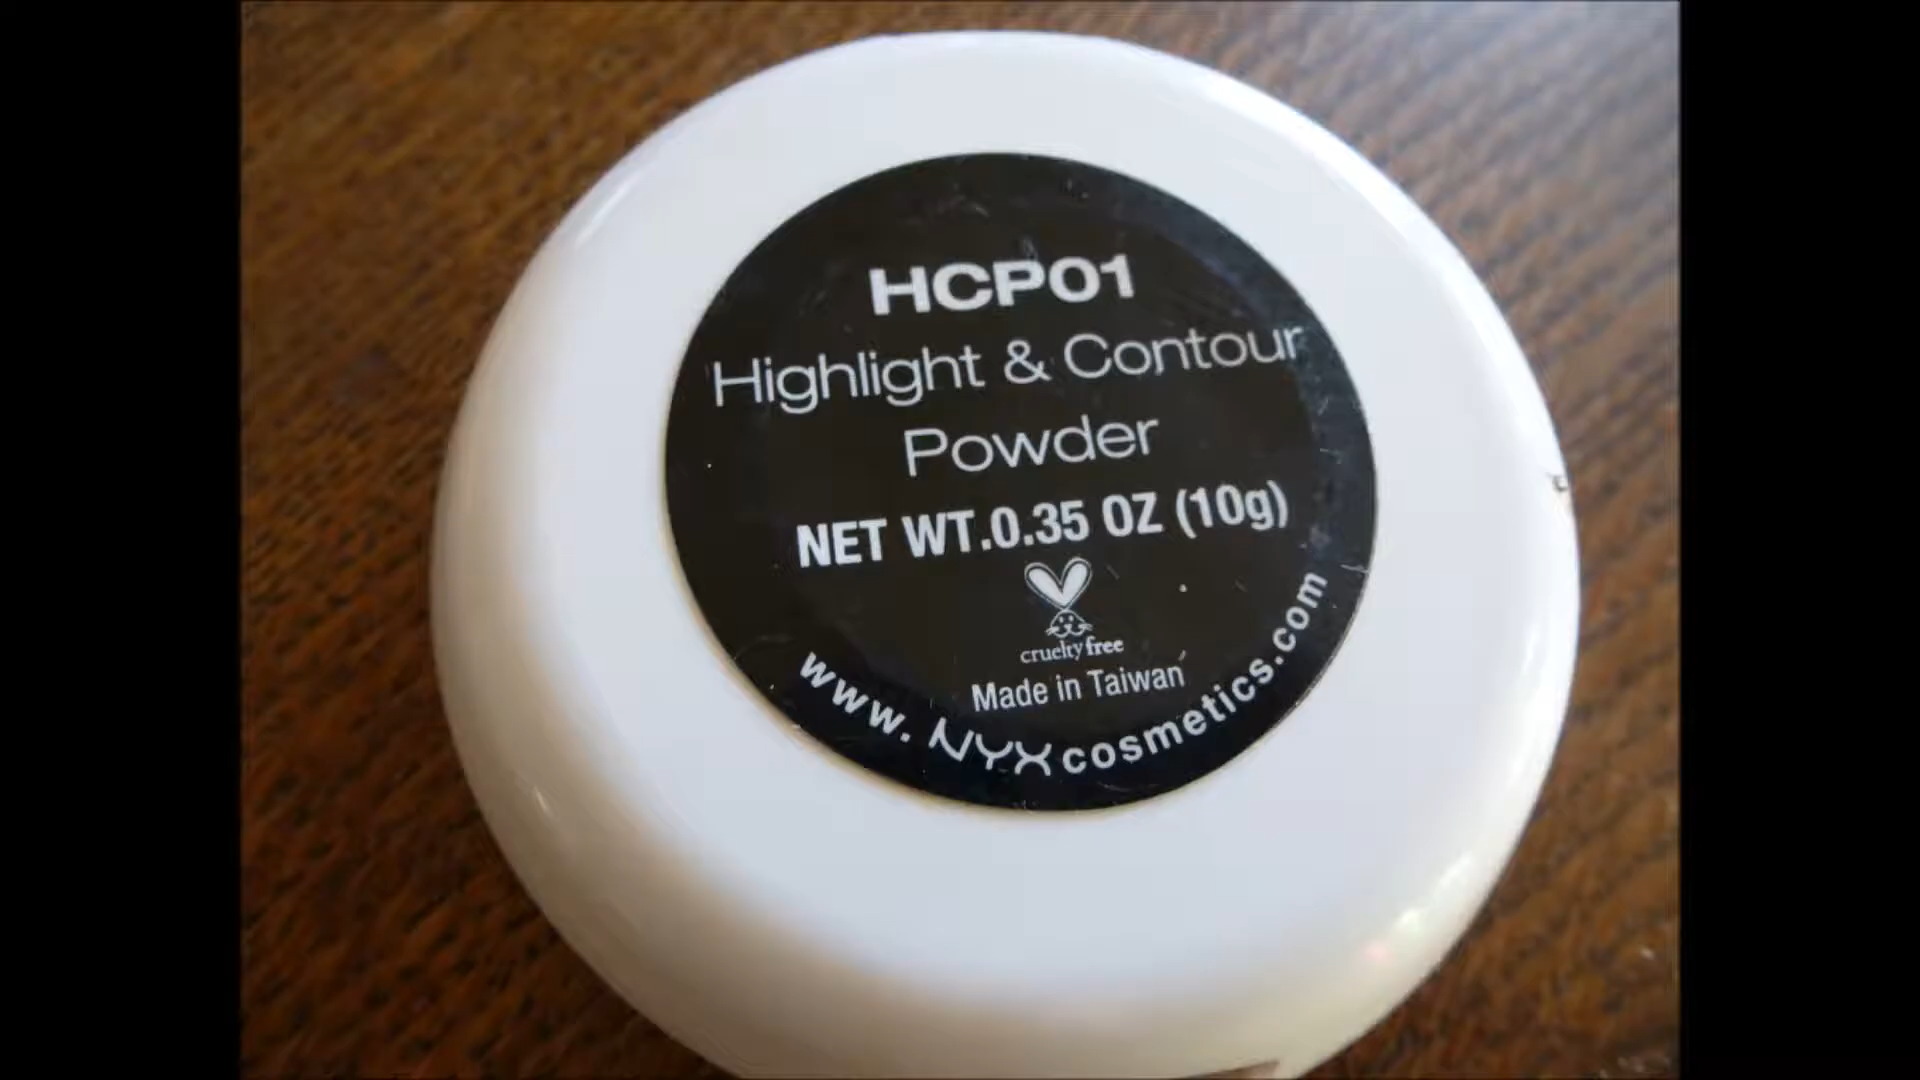 HCP01
Highlight & Contour
Powder
NET WT.0.35 OZ (10g)
cruelty free
Made in Taiwan
www.NYXcosmetics.com